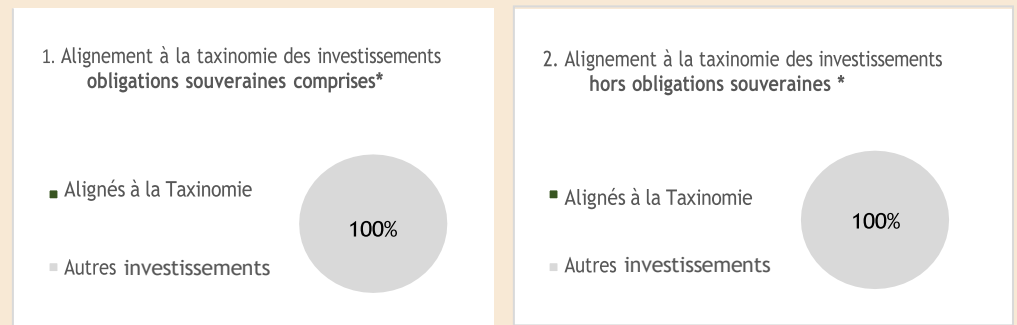 1. Alignement à la taxinomie des investissements
obligations souveraines comprises*
Alignés à la Taxinomie
100%
Autres investissements
2. Alignement à la taxinomie des investissements
hors obligations souveraines *
Alignés à la Taxinomie
100%
Autres investissements